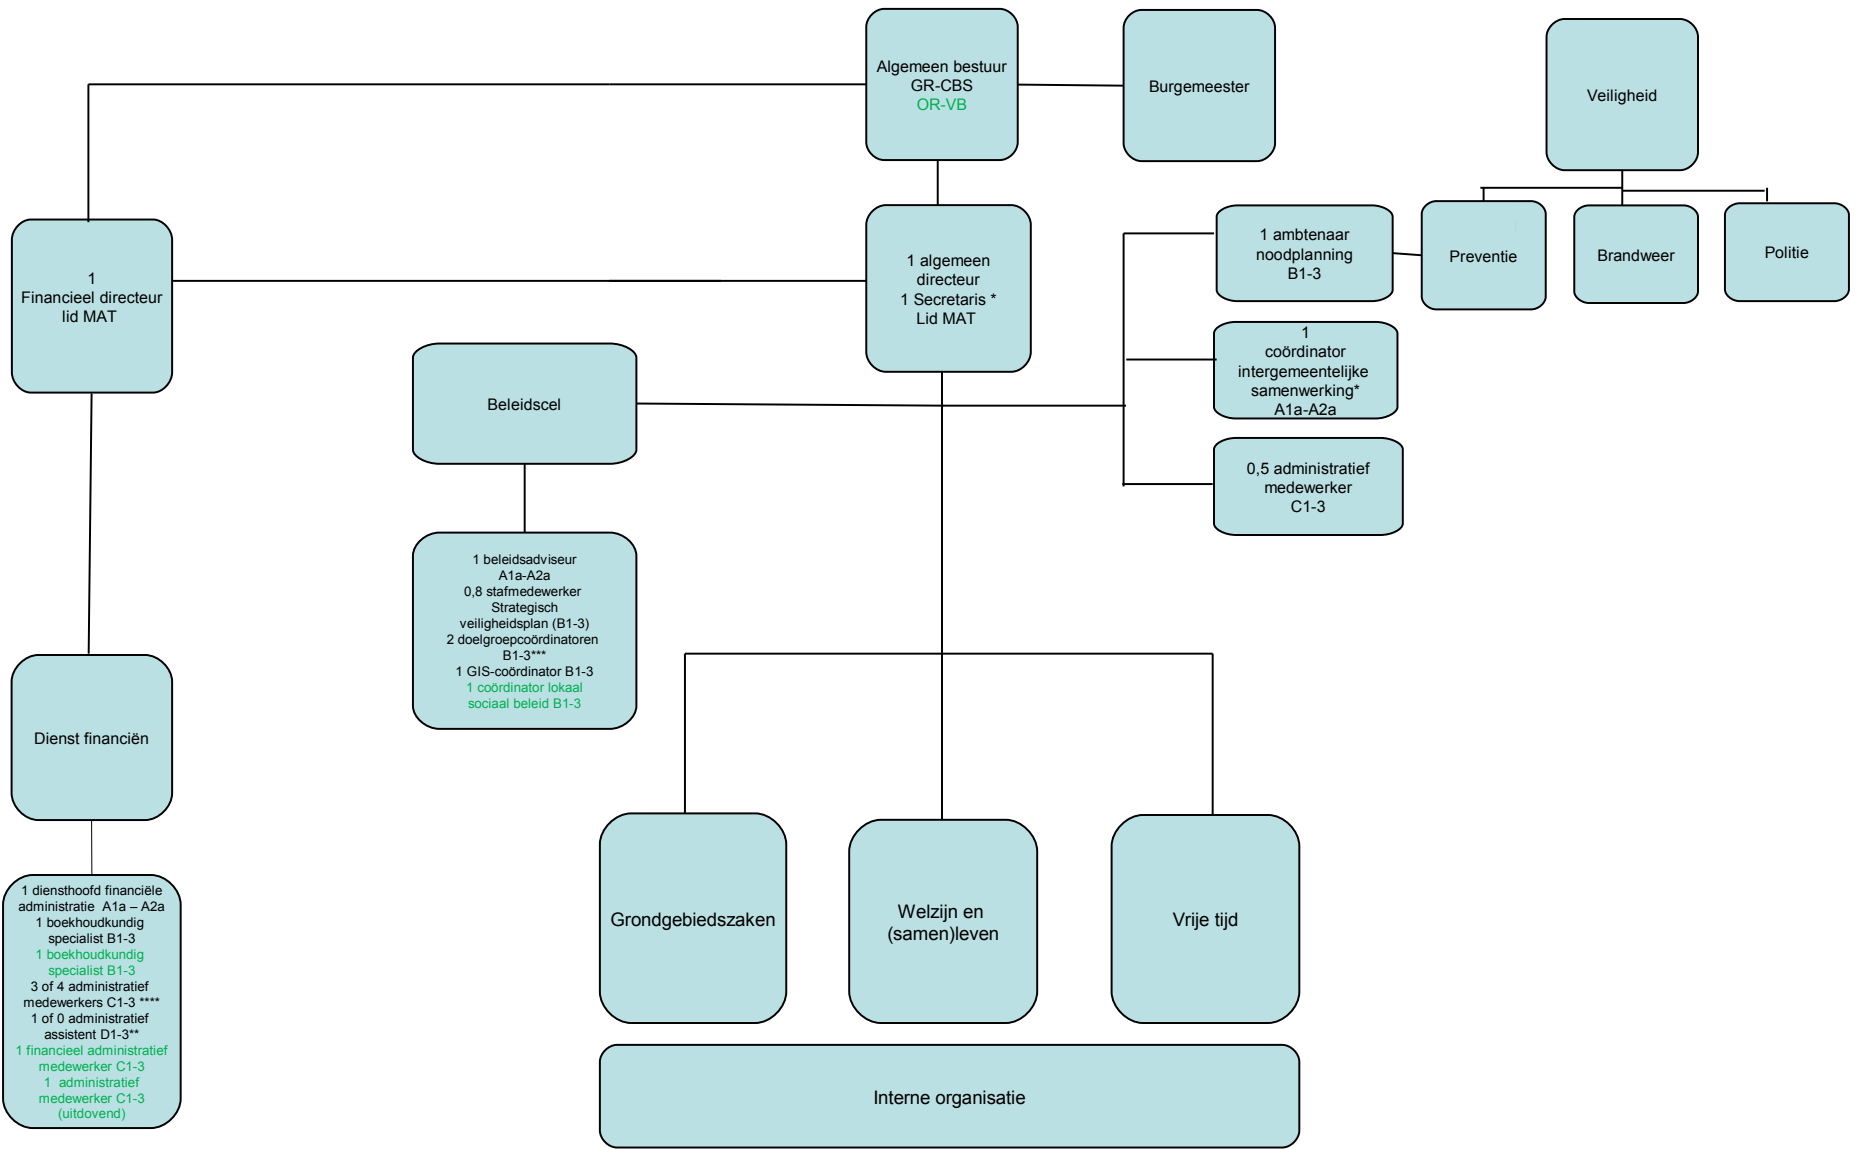 Algemeen bestuur
GR-CBS
OR-VB
Burgemeester
Veiligheid
1
Financieel directeur
lid MAT
1 algemeen
directeur
1 Secretaris *
Lid MAT
1 ambtenaar
noodplanning
B1-3
Preventie
Brandweer
Politie
Beleidscel
1
coördinator
intergemeentelijke
samenwerking*
A1a-A2a
0,5 administratief
medewerker
C1-3
1 beleidsadviseur
A1a-A2a
0,8 stafmedewerker
Strategisch
veiligheidsplan (B1-3)
2 doelgroepcoördinatoren
B1-3***
1 GIS-coördinator B1-3
1 coördinator lokaal
sociaal beleid B1-3
Dienst financiën
1 diensthoofd financiële
administratie A1a – A2a
1 boekhoudkundig
specialist B1-3
1 boekhoudkundig
specialist B1-3
3 of 4 administratief
medewerkers C1-3 ****
1 of 0 administratief
assistent D1-3**
1 financieel administratief
medewerker C1-3
1 administratief
medewerker C1-3
(uitdovend)
Grondgebiedszaken
Welzijn en
(samen)leven
Vrije tijd
Interne organisatie